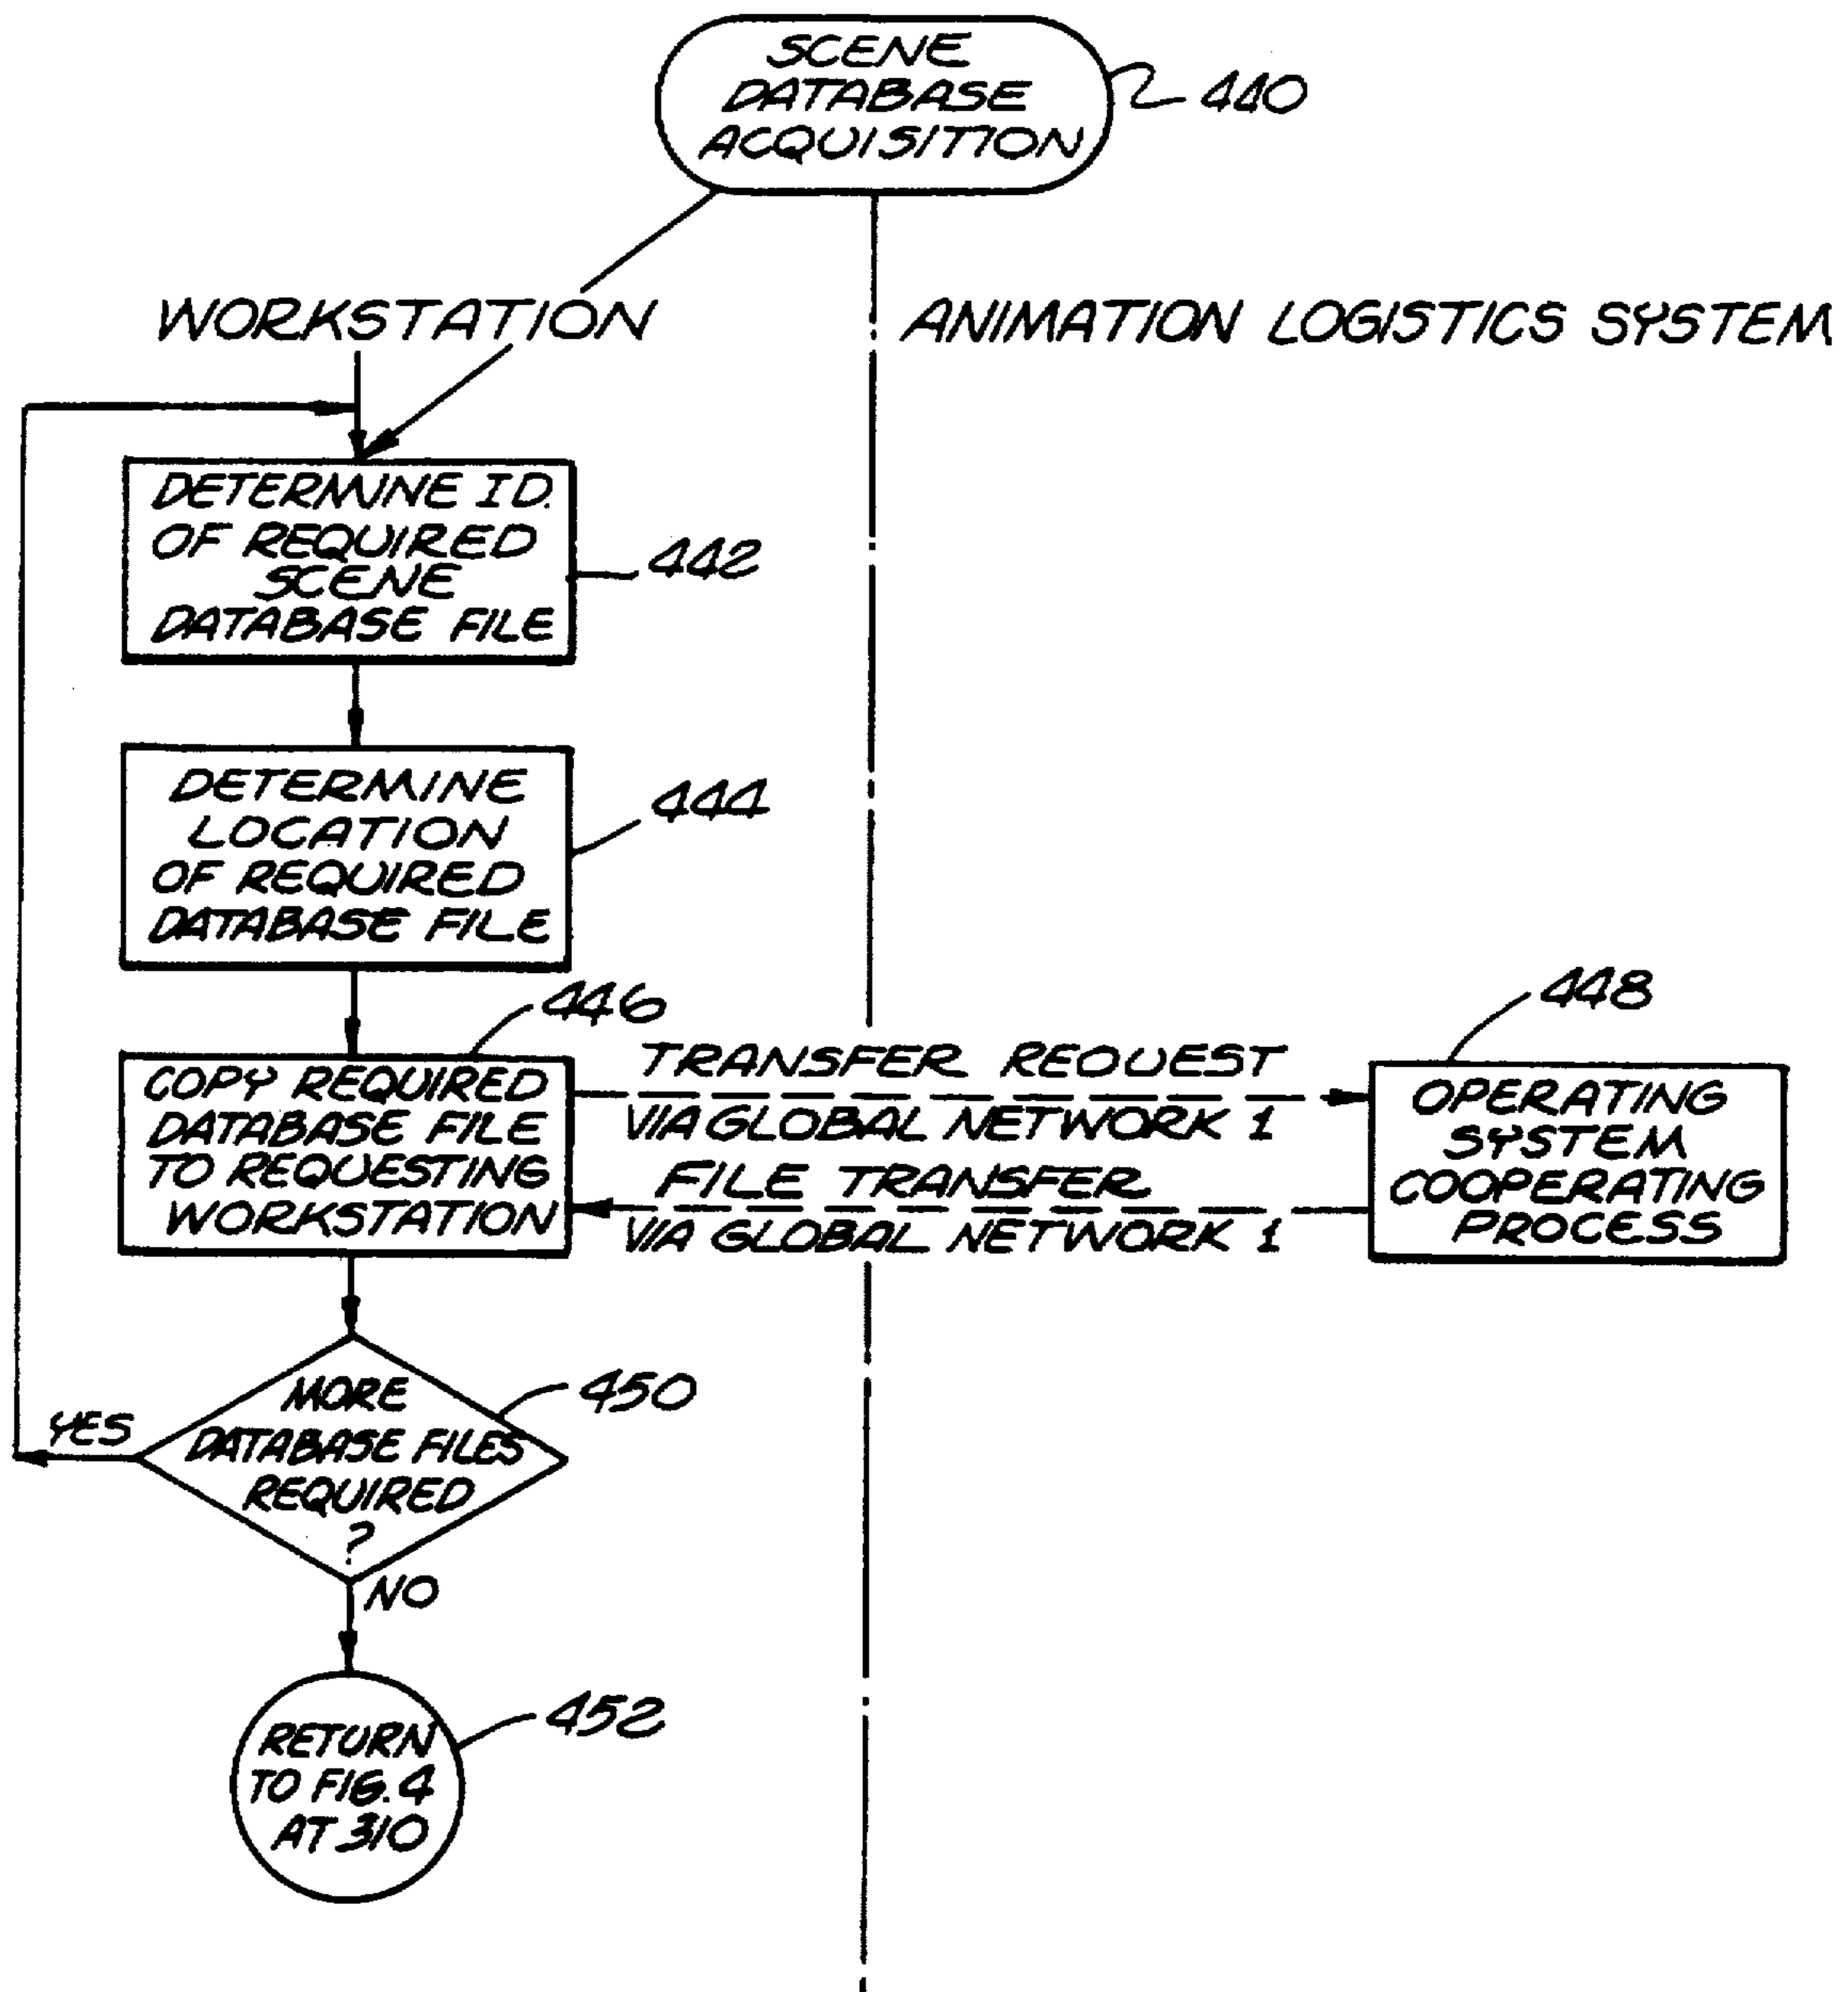 SCENE
DATABASE
ACQUISITION
440
WORKSTATION
ANIMATION LOGISTICS SYSTEM
DETERMINE I.D.
OF REQUIRED
SCENE
DATABASE FILE
442
DETERMINE
LOCATION
OF REQUIRED
DATABASE FILE
444
446
COPY REQUIRED
DATABASE FILE
TO REQUESTING
WORKSTATION
TRANSFER REQUEST
VIA GLOBAL NETWORK 1
FILE TRANSFER
VIA GLOBAL NETWORK 1
448
OPERATING
SYSTEM
COOPERATING
PROCESS
MORE
DATABASE FILES
REQUIRED
?
450
YES
NO
RETURN
TO FIG. 4
AT 310
452